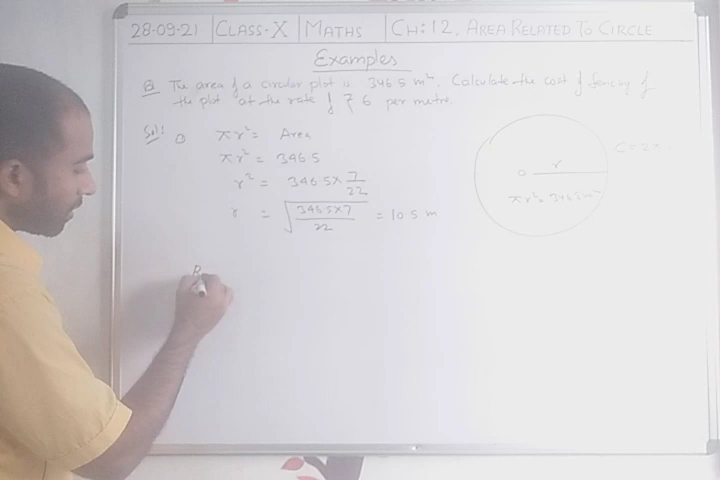 28-09-21 | CLASS-X | MATHS | CH: 12, AREA RELATED TO CIRCLE
Examples
Q The area of a circular plot is 346.5 m². Calculate the cost of fencing of
the plot at the rate of ₹ 6 per metre.
Sol: ① πr² = Area
πr² = 346.5
r² = 346.5 × 7/22
r = √(346.5×7/22) = 10.5 m
C = 2π
r
O
πr² = 346.5 m²